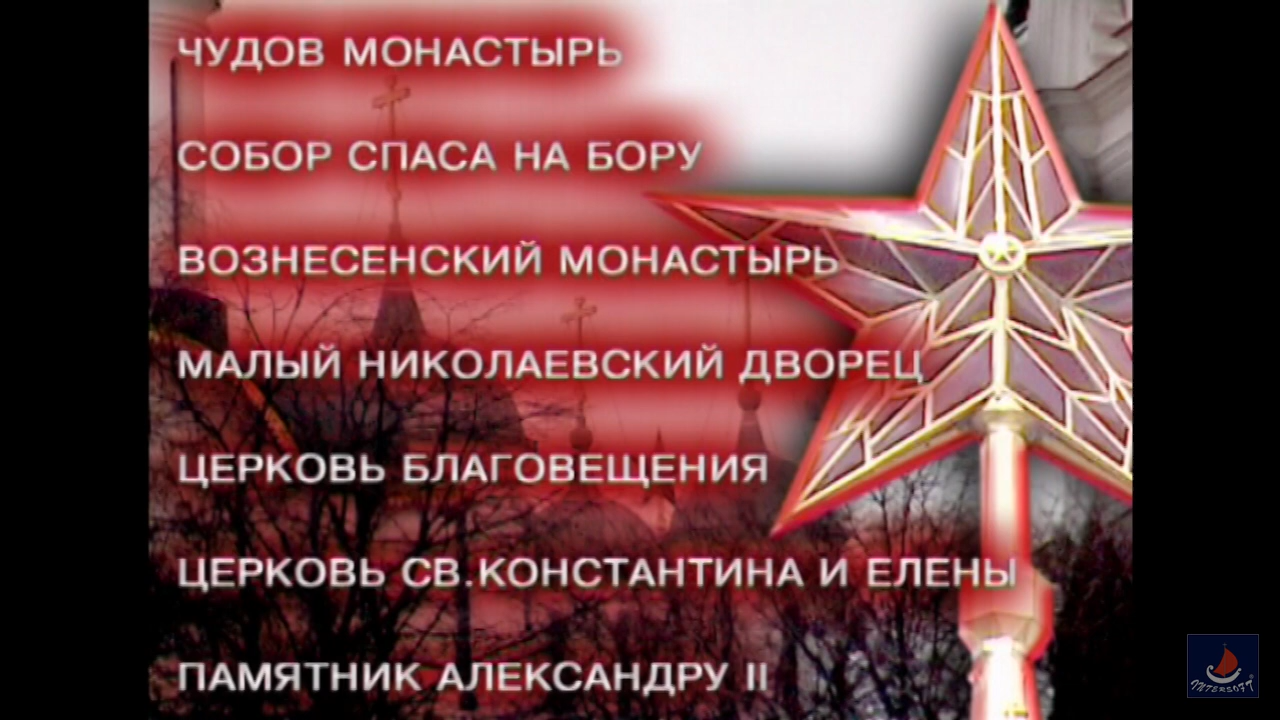 ЧУДОВ МОНАСТЫРЬ
СОБОР СПАСА НА БОРУ
ВОЗНЕСЕНСКИЙ МОНАСТЫРЬ
МАЛЫЙ НИКОЛАЕВСКИЙ ДВОРЕЦ
ЦЕРКОВЬ БЛАГОВЕЩЕНИЯ
ЦЕРКОВЬ СВ.КОНСТАНТИНА И ЕЛЕНЫ
ПАМЯТНИК АЛЕКСАНДРУ II
INTERSOFT